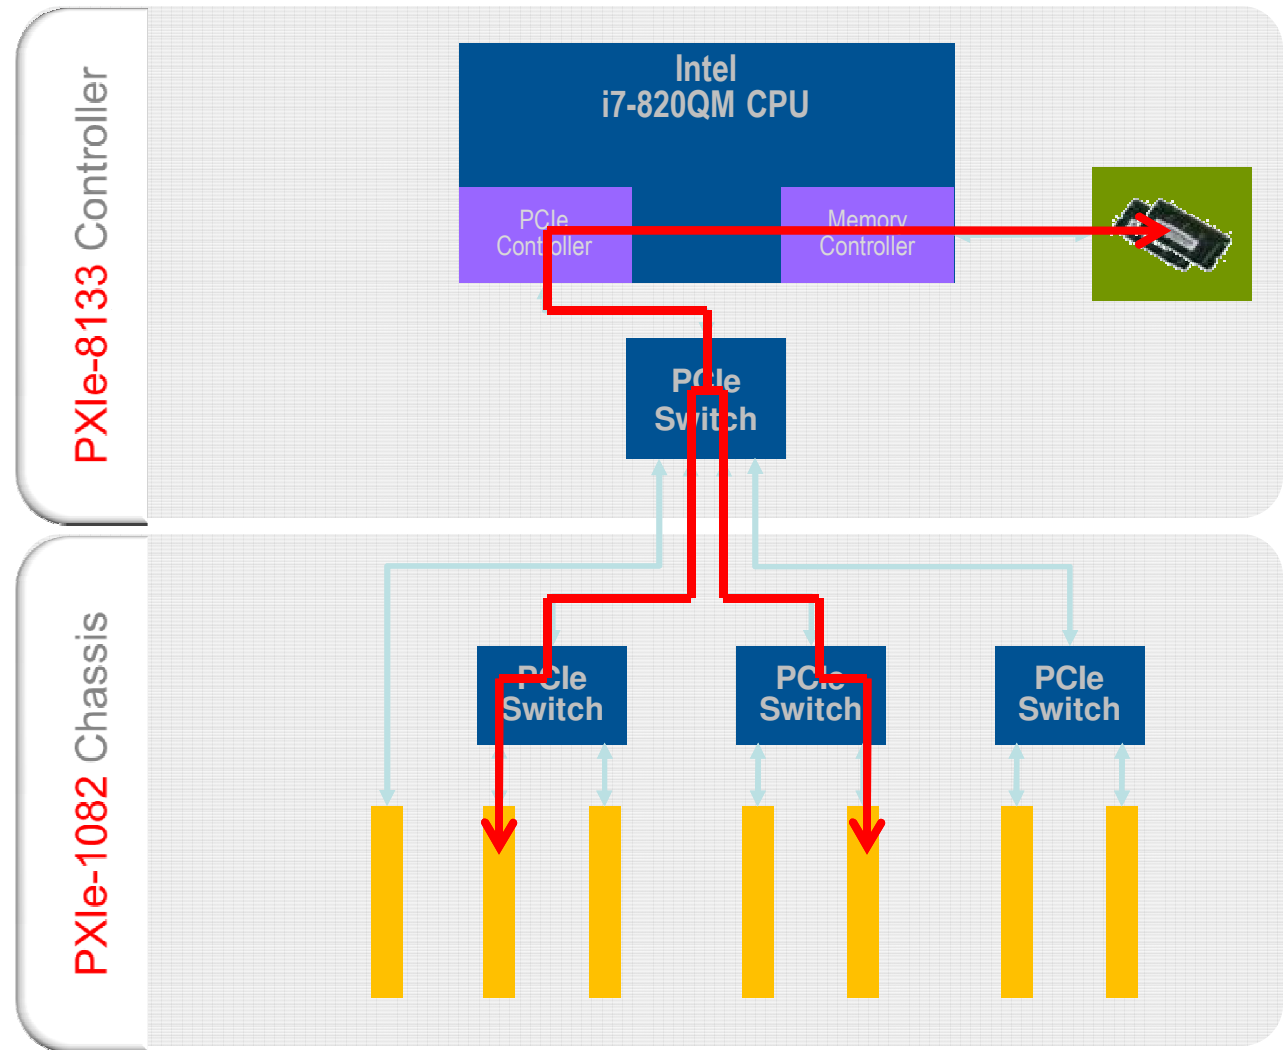 PXIe-8133 Controller
Intel
i7-820QM CPU
PCIe
Controller
Memory
Controller
PCIe
Switch
PXIe-1082 Chassis
PCIe
Switch
PCIe
Switch
PCIe
Switch